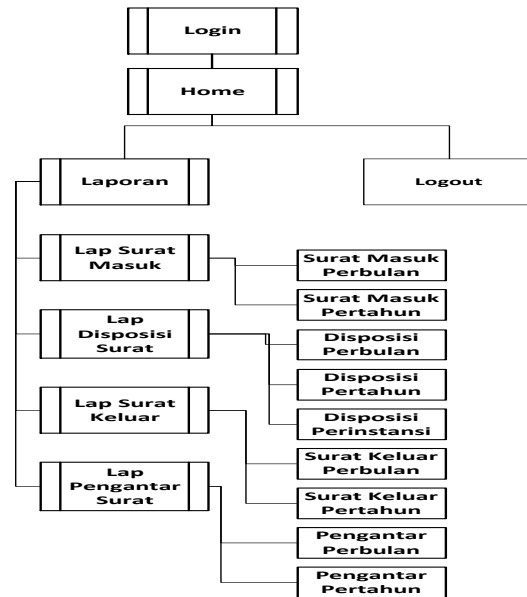 Login
Home
Laporan
Logout
Lap Surat
Masuk
Surat Masuk
Perbulan
Surat Masuk
Pertahun
Lap
Disposisi
Surat
Disposisi
Perbulan
Disposisi
Pertahun
Disposisi
Perinstansi
Lap Surat
Keluar
Surat Keluar
Perbulan
Surat Keluar
Pertahun
Lap
Pengantar
Surat
Pengantar
Perbulan
Pengantar
Pertahun